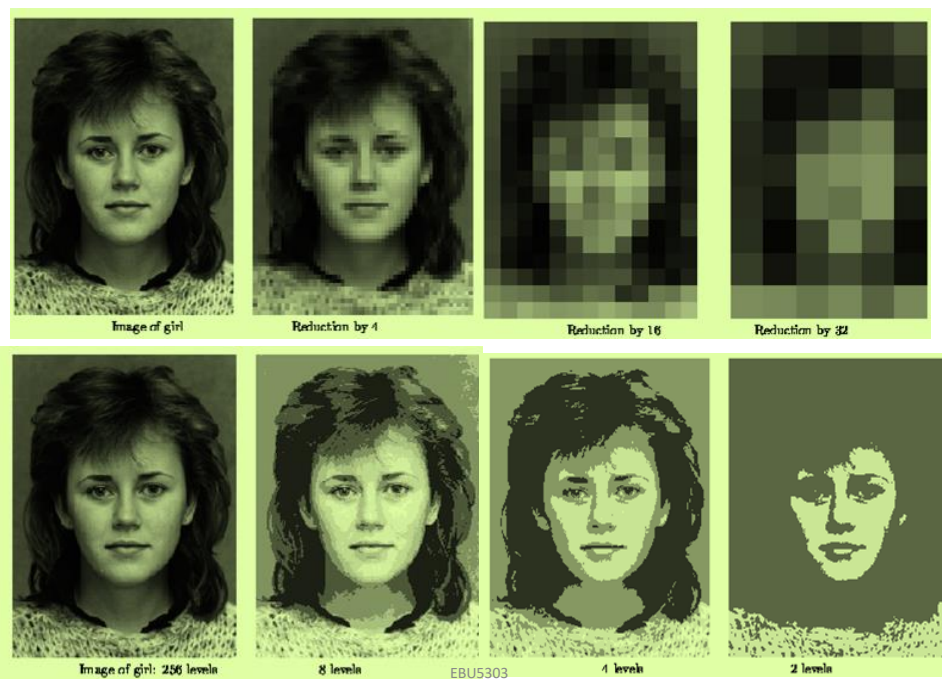 Image of girl
Reduction by 4
Reduction by 16
Reduction by 32
Image of girl: 256 levels
8 levels
4 levels
2 levels
EBU5303